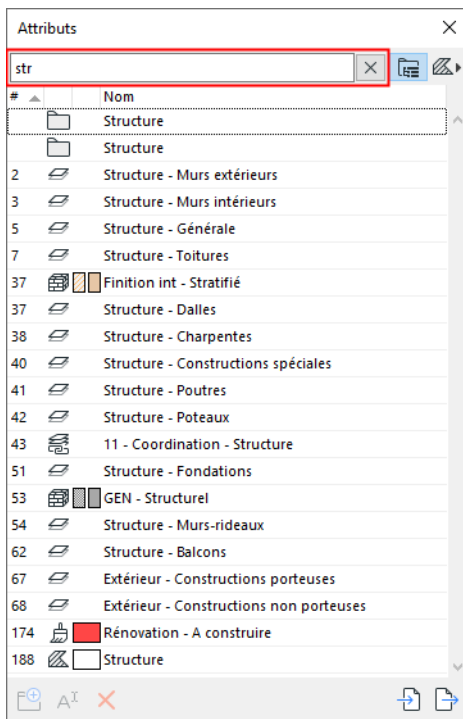 Attributs
str
# Nom
Structure
Structure
2 Structure - Murs extérieurs
3 Structure - Murs intérieurs
5 Structure - Générale
7 Structure - Toitures
37 Finition int - Stratifié
37 Structure - Dalles
38 Structure - Charpentes
40 Structure - Constructions spéciales
41 Structure - Poutres
42 Structure - Poteaux
43 11 - Coordination - Structure
51 Structure - Fondations
53 GEN - Structurel
54 Structure - Murs-rideaux
62 Structure - Balcons
67 Extérieur - Constructions porteuses
68 Extérieur - Constructions non porteuses
174 Rénovation - A construire
188 Structure